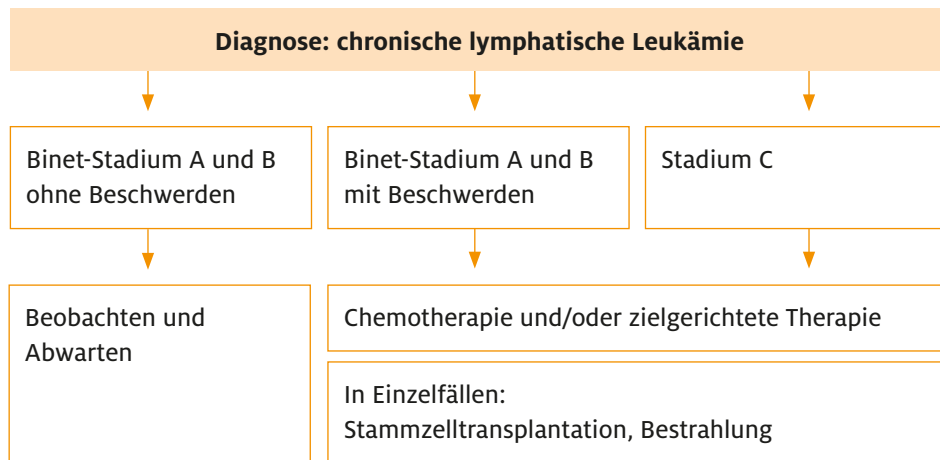 Diagnose: chronische lymphatische Leukämie
Binet-Stadium A und B
ohne Beschwerden
Binet-Stadium A und B
mit Beschwerden
Stadium C
Beobachten und
Abwarten
Chemotherapie und/oder zielgerichtete Therapie
In Einzelfällen:
Stammzelltransplantation, Bestrahlung